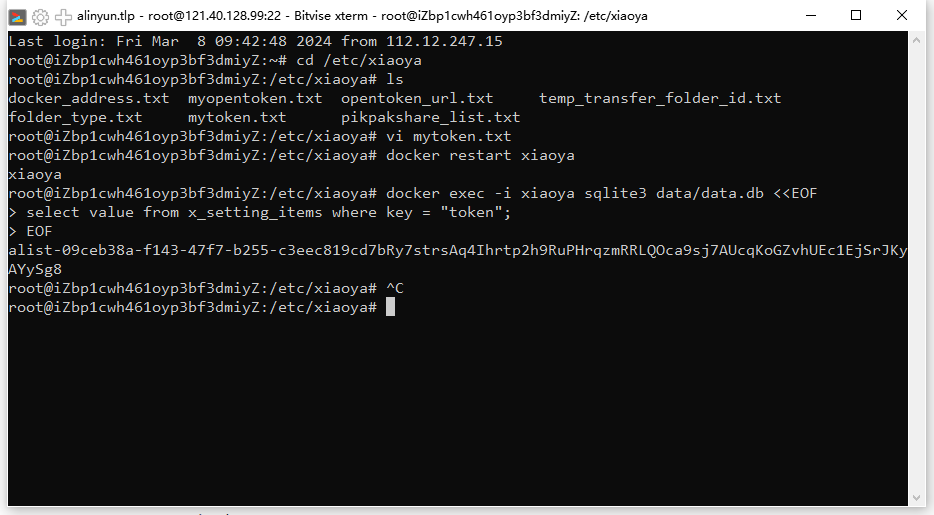 alinyun.tlp - root@121.40.128.99:22 - Bitvise xterm - root@iZbp1cwh461oyp3bf3dmiyZ: /etc/xiaoya
Last login: Fri Mar  8 09:42:48 2024 from 112.12.247.15
root@iZbp1cwh461oyp3bf3dmiyZ:~# cd /etc/xiaoya
root@iZbp1cwh461oyp3bf3dmiyZ:/etc/xiaoya# ls
docker_address.txt  myopentoken.txt  opentoken_url.txt     temp_transfer_folder_id.txt
folder_type.txt     mytoken.txt      pikpakshare_list.txt
root@iZbp1cwh461oyp3bf3dmiyZ:/etc/xiaoya# vi mytoken.txt
root@iZbp1cwh461oyp3bf3dmiyZ:/etc/xiaoya# docker restart xiaoya
xiaoya
root@iZbp1cwh461oyp3bf3dmiyZ:/etc/xiaoya# docker exec -i xiaoya sqlite3 data/data.db <<EOF
> select value from x_setting_items where key = "token";
> EOF
alist-09ceb38a-f143-47f7-b255-c3eec819cd7bRy7strsAq4Ihrtp2h9RuPHrqzmRRLQOca9sj7AUcqKoGZvhUEc1EjSrJKy
AYySg8
root@iZbp1cwh461oyp3bf3dmiyZ:/etc/xiaoya# ^C
root@iZbp1cwh461oyp3bf3dmiyZ:/etc/xiaoya#